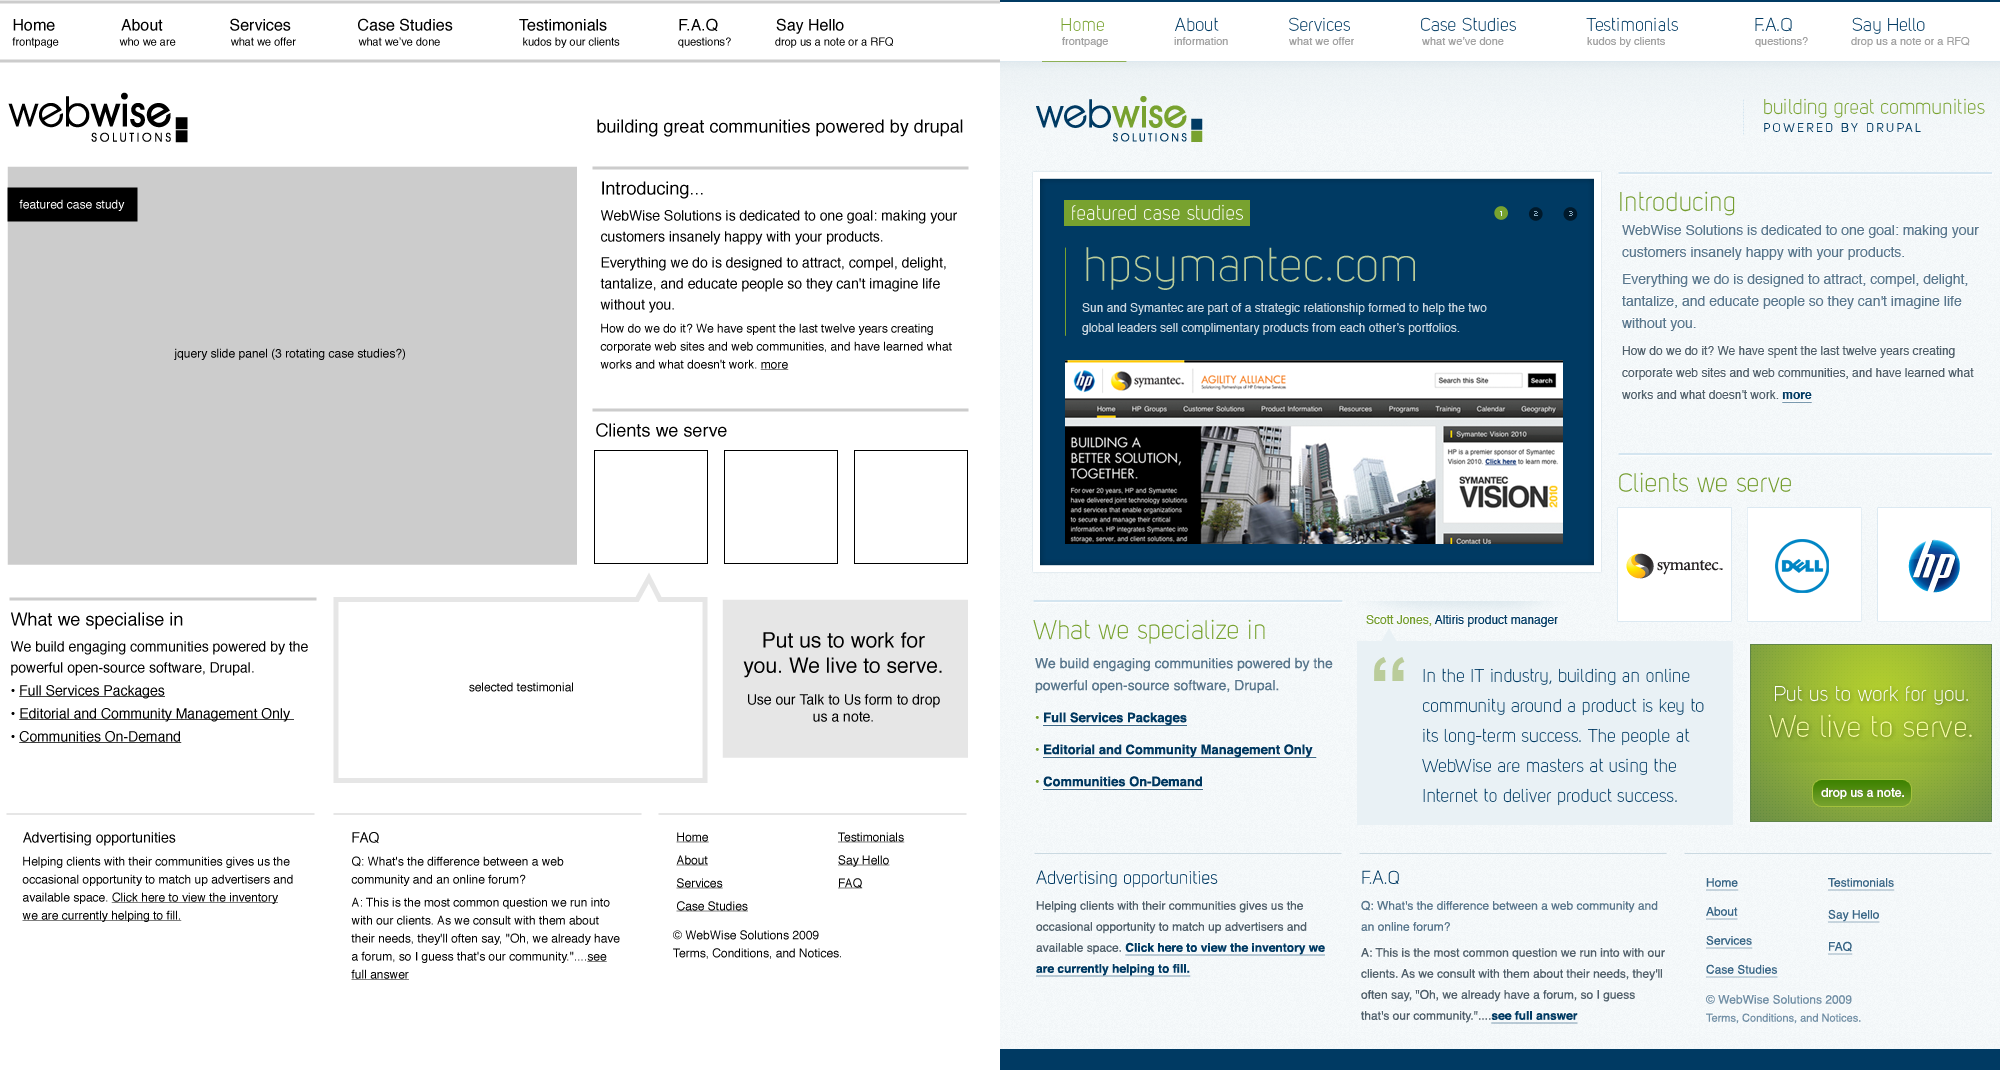 Home
frontpage
About
who we are
Services
what we offer
Case Studies
what we've done
Testimonials
kudos by our clients
F.A.Q
questions?
Say Hello
drop us a note or a RFQ
webwise
SOLUTIONS
building great communities powered by drupal
featured case study
jquery slide panel (3 rotating case studies?)
Introducing...
WebWise Solutions is dedicated to one goal: making your
customers insanely happy with your products.
Everything we do is designed to attract, compel, delight,
tantalize, and educate people so they can't imagine life
without you.
How do we do it? We have spent the last twelve years creating
corporate web sites and web communities, and have learned what
works and what doesn't work. more
Clients we serve
What we specialise in
We build engaging communities powered by the
powerful open-source software, Drupal.
• Full Services Packages
• Editorial and Community Management Only
• Communities On-Demand
selected testimonial
Put us to work for
you. We live to serve.
Use our Talk to Us form to drop
us a note.
Advertising opportunities
Helping clients with their communities gives us the
occasional opportunity to match up advertisers and
available space. Click here to view the inventory
we are currently helping to fill.
FAQ
Q: What's the difference between a web
community and an online forum?
A: This is the most common question we run into
with our clients. As we consult with them about
their needs, they'll often say, "Oh, we already have
a forum, so I guess that's our community."....see
full answer
Home
About
Services
Case Studies
Testimonials
Say Hello
FAQ
© WebWise Solutions 2009
Terms, Conditions, and Notices.
Home
frontpage
About
information
Services
what we offer
Case Studies
what we've done
Testimonials
kudos by clients
F.A.Q
questions?
Say Hello
drop us a note or a RFQ
webwise
SOLUTIONS
building great communities
POWERED BY DRUPAL
featured case studies
1 2 3
hpsymantec.com
Sun and Symantec are part of a strategic relationship formed to help the two
global leaders sell complimentary products from each other's portfolios.
hp
symantec.
AGILITY ALLIANCE
Solutioning Partnerships of HP Enterprise Services
Search this Site
Search
Home HP Groups Customer Solutions Product Information Resources Programs Training Calendar Geography
BUILDING A
BETTER SOLUTION,
TOGETHER.
For over 20 years, HP and Symantec
have delivered joint technology solutions
and services that enable organizations
to secure and manage their critical
information. HP integrates Symantec into
storage, server, and client solutions, and
Symantec Vision 2010
HP is a premier sponsor of Symantec
Vision 2010. Click here to learn more.
SYMANTEC
VISION 2010
Contact Us
Introducing
WebWise Solutions is dedicated to one goal: making your
customers insanely happy with your products.
Everything we do is designed to attract, compel, delight,
tantalize, and educate people so they can't imagine life
without you.
How do we do it? We have spent the last twelve years creating
corporate web sites and web communities, and have learned what
works and what doesn't work. more
Clients we serve
symantec.
DELL
hp
What we specialize in
We build engaging communities powered by the
powerful open-source software, Drupal.
• Full Services Packages
• Editorial and Community Management Only
• Communities On-Demand
Scott Jones, Altiris product manager
“ In the IT industry, building an online
community around a product is key to
its long-term success. The people at
WebWise are masters at using the
Internet to deliver product success.
Put us to work for you.
We live to serve.
drop us a note.
Advertising opportunities
Helping clients with their communities gives us the
occasional opportunity to match up advertisers and
available space. Click here to view the inventory we
are currently helping to fill.
F.A.Q
Q: What's the difference between a web community and
an online forum?
A: This is the most common question we run into with our
clients. As we consult with them about their needs, they'll
often say, "Oh, we already have a forum, so I guess
that's our community."....see full answer
Home
About
Services
Case Studies
Testimonials
Say Hello
FAQ
© WebWise Solutions 2009
Terms, Conditions, and Notices.